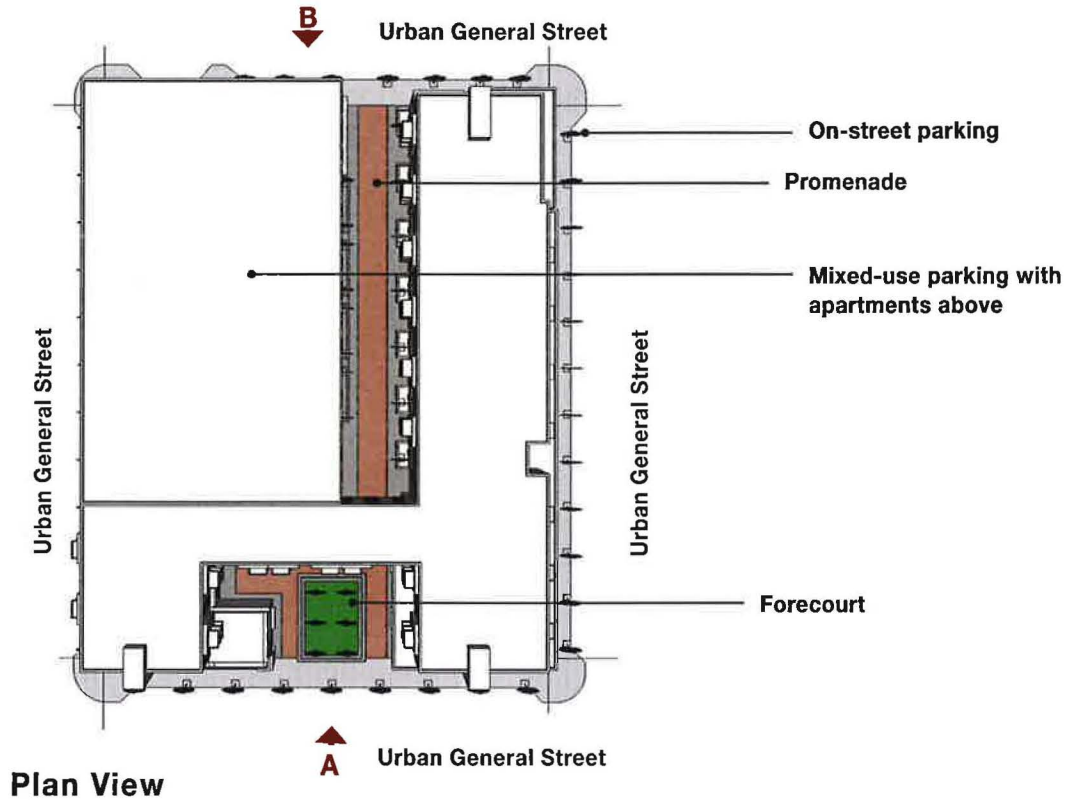 B
Urban General Street
On-street parking
Promenade
Mixed-use parking with
apartments above
Urban General Street
Urban General Street
Forecourt
A
Urban General Street
Plan View